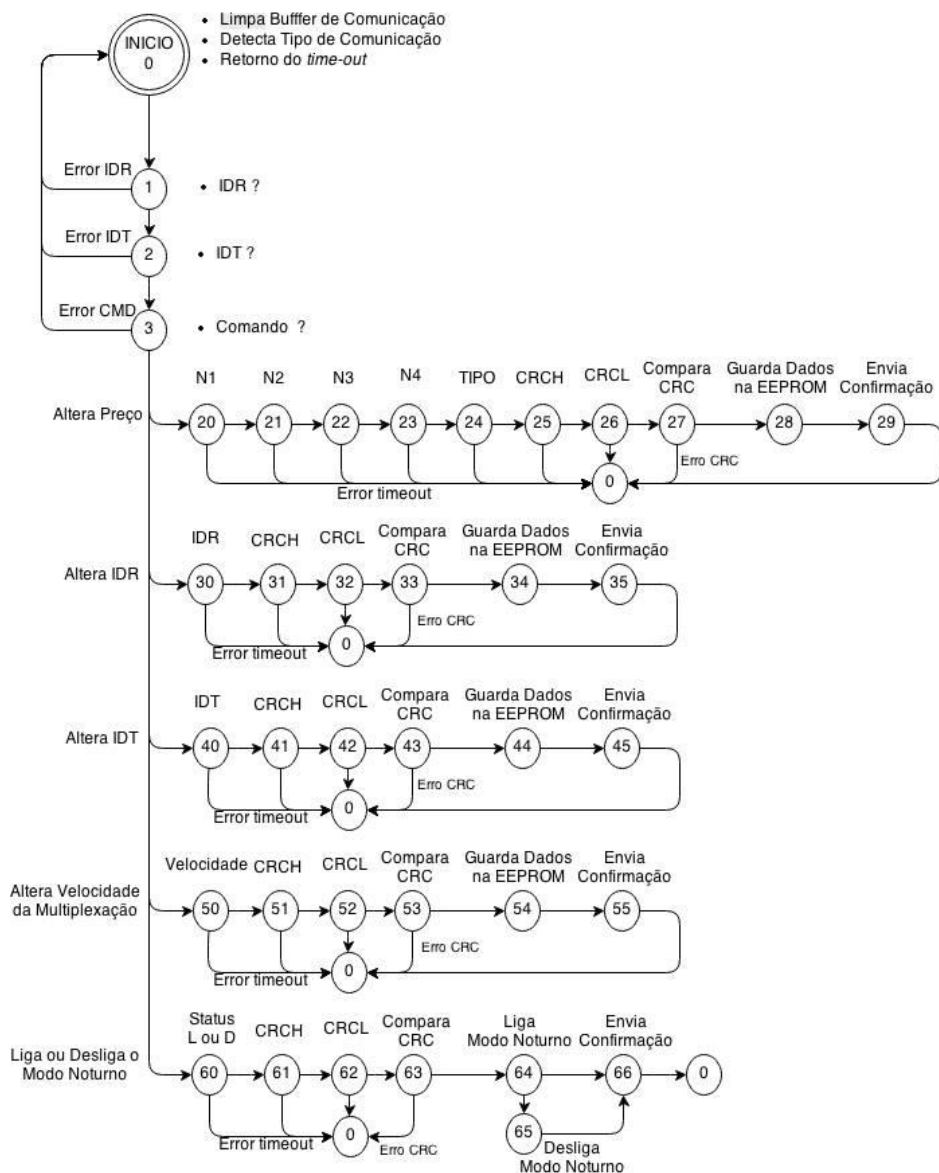 • Limpa Bufffer de Comunicação
INICIO
0
• Detecta Tipo de Comunicação
• Retorno do time-out
Error IDR
1
• IDR ?
Error IDT
2
• IDT ?
Error CMD
3
• Comando ?
N1 N2 N3 N4 TIPO CRCH CRCL Compara CRC Guarda Dados na EEPROM Envia Confirmação
Altera Preço
20 21 22 23 24 25 26 27 28 29
Erro CRC
0
Error timeout
IDR CRCH CRCL Compara CRC Guarda Dados na EEPROM Envia Confirmação
Altera IDR
30 31 32 33 34 35
Erro CRC
0
Error timeout
IDT CRCH CRCL Compara CRC Guarda Dados na EEPROM Envia Confirmação
Altera IDT
40 41 42 43 44 45
Erro CRC
0
Error timeout
Velocidade CRCH CRCL Compara CRC Guarda Dados na EEPROM Envia Confirmação
Altera Velocidade
da Multiplexação
50 51 52 53 54 55
Erro CRC
0
Error timeout
Status L ou D CRCH CRCL Compara CRC Liga Modo Noturno Envia Confirmação
Liga ou Desliga o
Modo Noturno
60 61 62 63 64 66 0
Error timeout
0
Erro CRC
65
Desliga
Modo Noturno